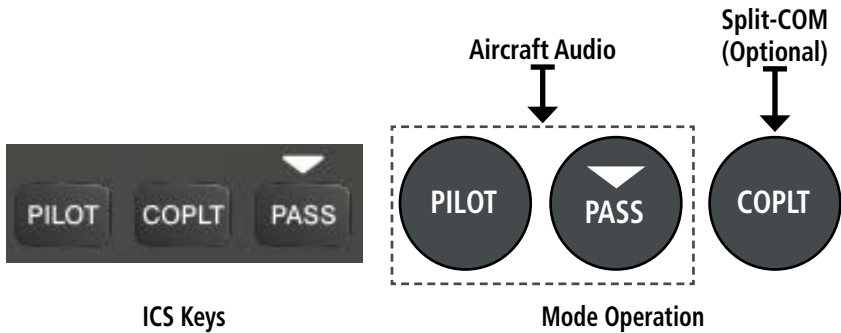 Split-COM
(Optional)
Aircraft Audio
PILOT COPLT PASS
PILOT PASS COPLT
ICS Keys
Mode Operation